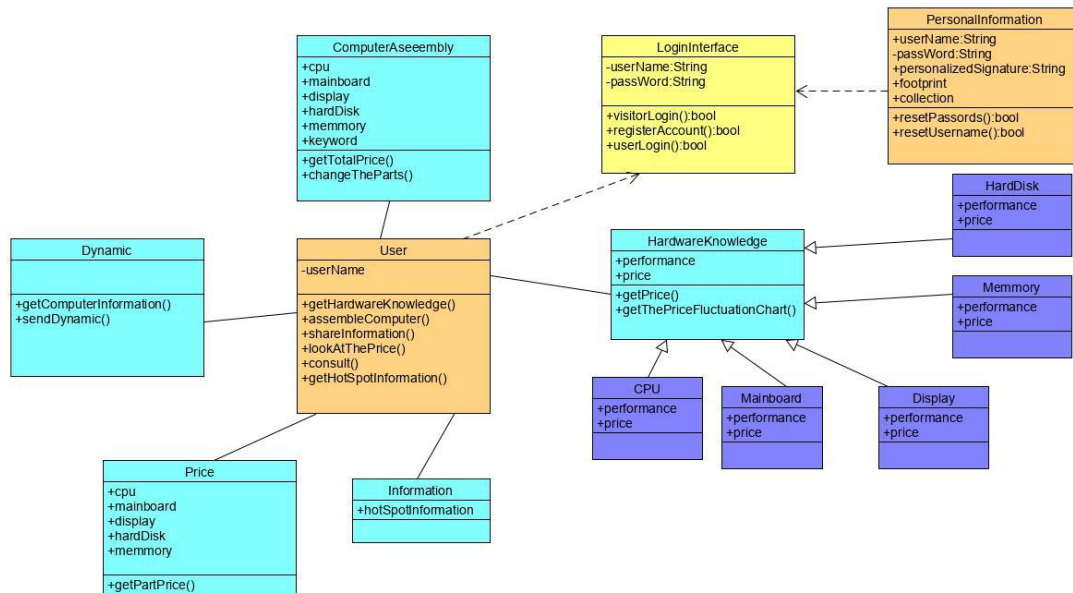 ComputerAseeembly
+cpu
+mainboard
+display
+hardDisk
+memmory
+keyword
+getTotalPrice()
+changeTheParts()
LoginInterface
-userName:String
-passWord:String
+visitorLogin():bool
+registerAccount():bool
+userLogin():bool
PersonalInformation
+userName:String
-passWord:String
+personalizedSignature:String
+footprint
+collection
+resetPassords():bool
+resetUsername():bool
HardDisk
+performance
+price
Dynamic
+getComputerInformation()
+sendDynamic()
User
-userName
+getHardwareKnowledge()
+assembleComputer()
+shareInformation()
+lookAtThePrice()
+consult()
+getHotSpotInformation()
HardwareKnowledge
+performance
+price
+getPrice()
+getThePriceFluctuationChart()
Memmory
+performance
+price
CPU
+performance
+price
Mainboard
+performance
+price
Display
+performance
+price
Price
+cpu
+mainboard
+display
+hardDisk
+memmory
+getPartPrice()
Information
+hotSpotInformation